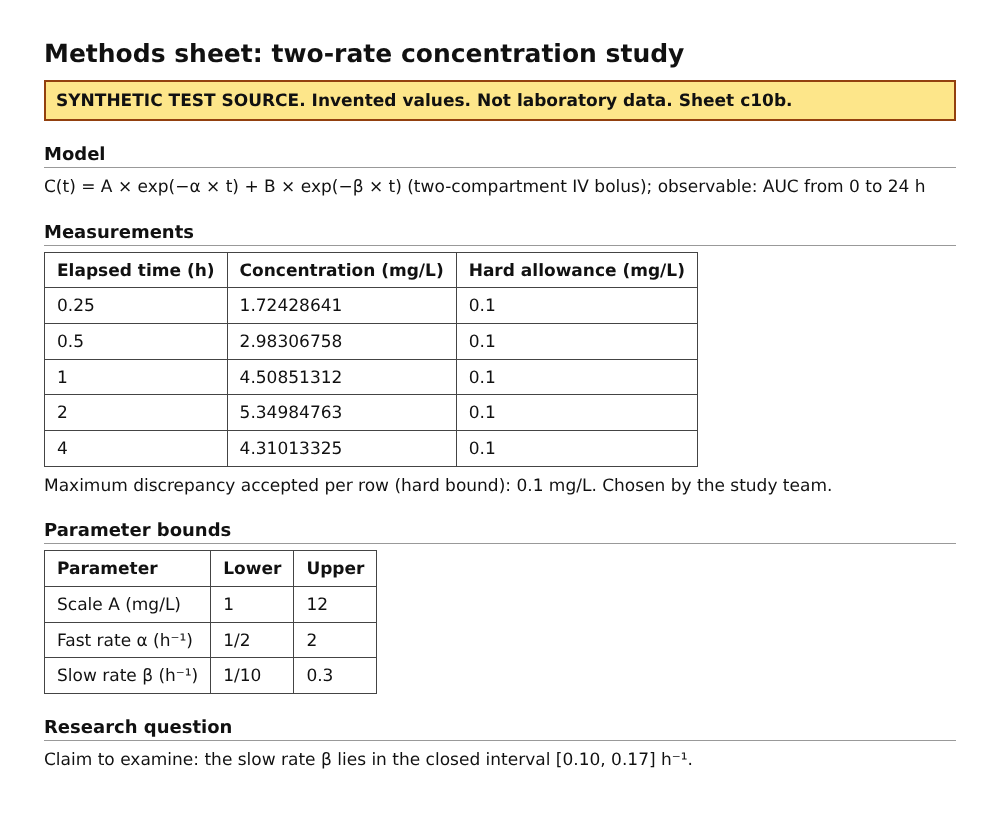 Methods sheet: two-rate concentration study
SYNTHETIC TEST SOURCE. Invented values. Not laboratory data. Sheet c10b.
Model
C(t) = A × exp(−α × t) + B × exp(−β × t) (two-compartment IV bolus); observable: AUC from 0 to 24 h
Measurements
Elapsed time (h) Concentration (mg/L) Hard allowance (mg/L)
0.25 1.72428641 0.1
0.5 2.98306758 0.1
1 4.50851312 0.1
2 5.34984763 0.1
4 4.31013325 0.1
Maximum discrepancy accepted per row (hard bound): 0.1 mg/L. Chosen by the study team.
Parameter bounds
Parameter Lower Upper
Scale A (mg/L) 1 12
Fast rate α (h⁻¹) 1/2 2
Slow rate β (h⁻¹) 1/10 0.3
Research question
Claim to examine: the slow rate β lies in the closed interval [0.10, 0.17] h⁻¹.